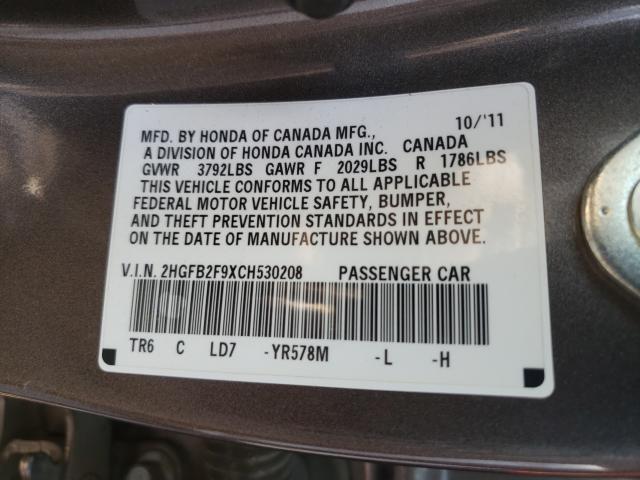 MFD. BY HONDA OF CANADA MFG., 10/'11
A DIVISION OF HONDA CANADA INC. CANADA
GVWR 3792LBS GAWR F 2029LBS R 1786LBS
THIS VEHICLE CONFORMS TO ALL APPLICABLE
FEDERAL MOTOR VEHICLE SAFETY, BUMPER,
AND THEFT PREVENTION STANDARDS IN EFFECT
ON THE DATE OF MANUFACTURE SHOWN ABOVE.
V.I.N. 2HGFB2F9XCH530208 PASSENGER CAR
TR6 C LD7 -YR578M -L -H